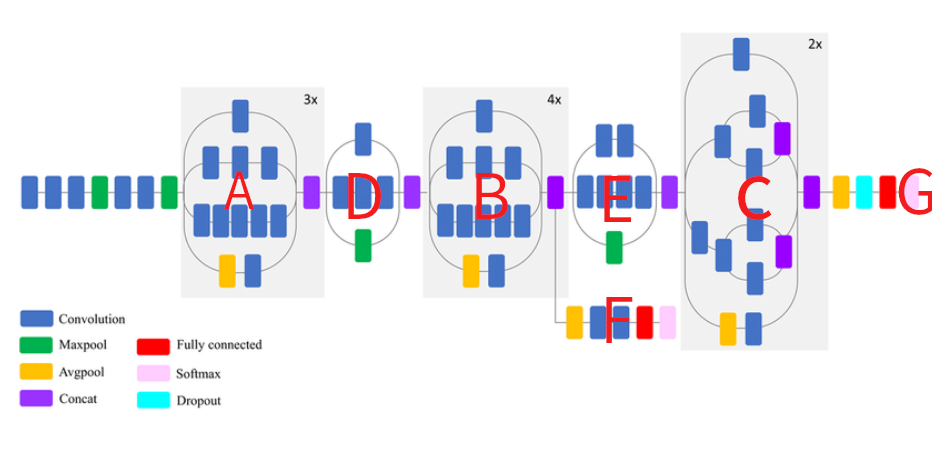 2x
3x
4x
A
D
B
E
C
G
F
Convolution
Maxpool
Fully connected
Avgpool
Softmax
Concat
Dropout